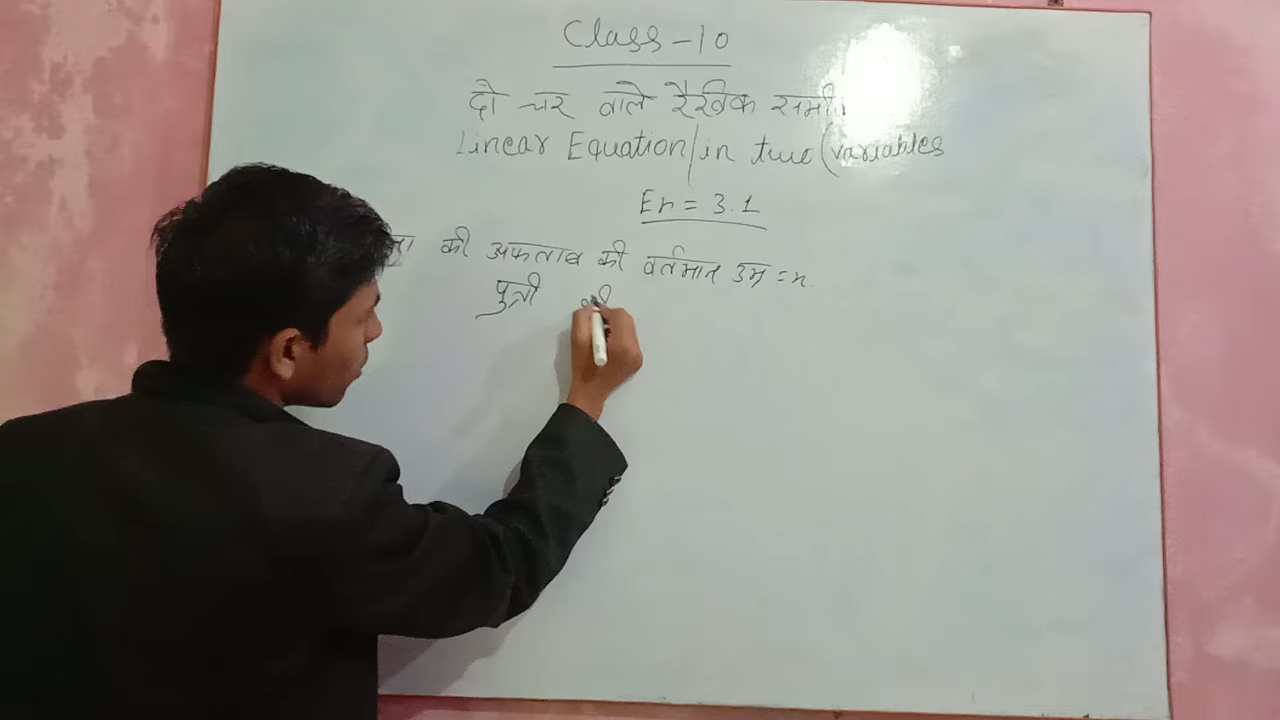 Class-10
दो चर वाले रैखिक समी.
Linear Equation/in two (variables
Ex = 3.1
की अफताब की वर्तमान उम्र = x.
पुत्री की